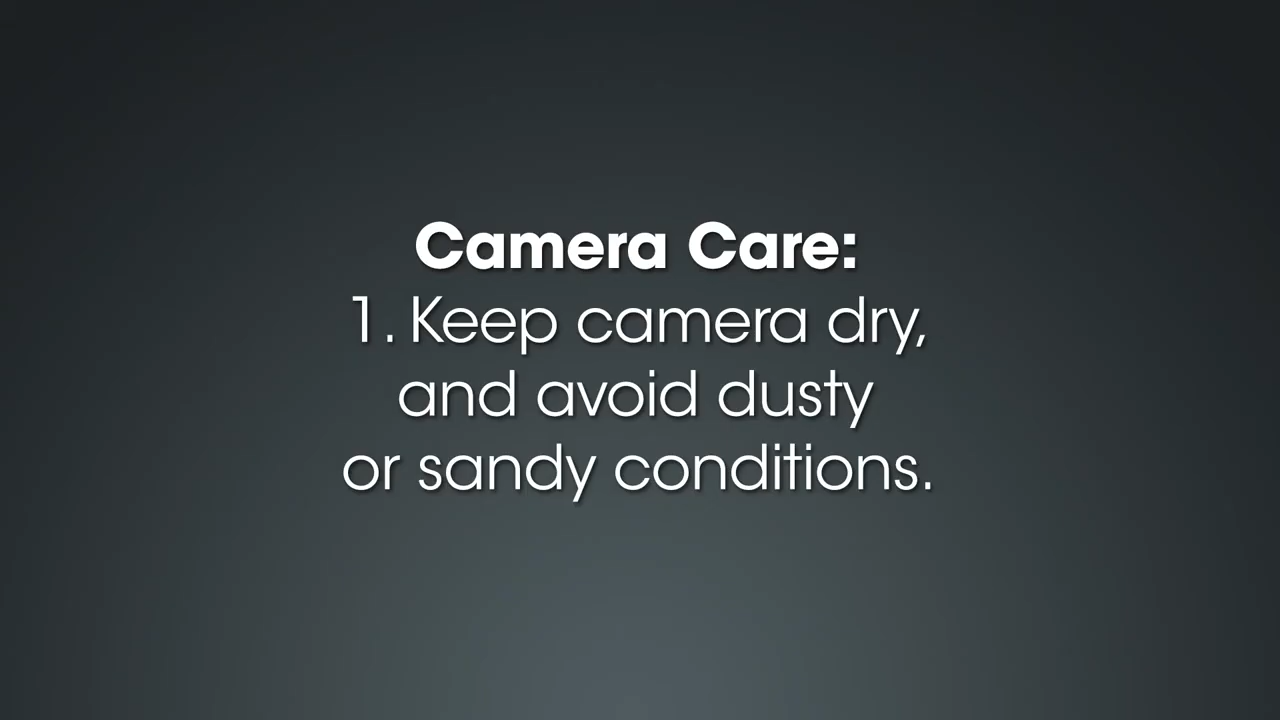 Camera Care:
1. Keep camera dry,
and avoid dusty
or sandy conditions.